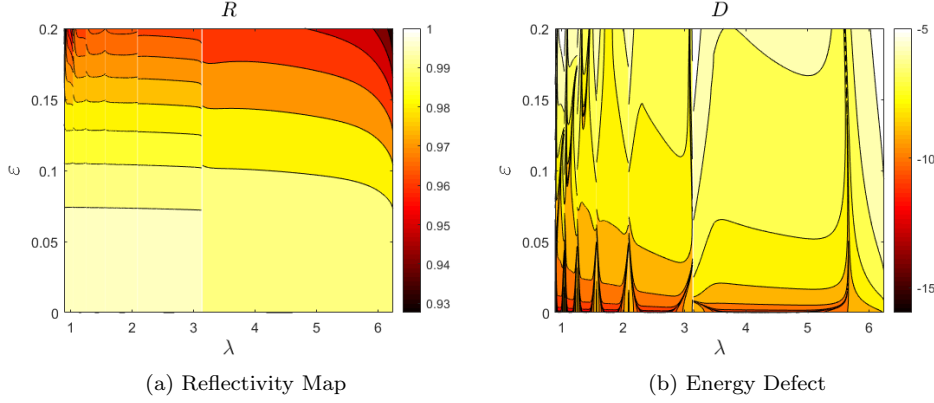 R
D
0.2
0.15
0.1
0.05
0
ε
1 2 3 4 5 6
λ
1
0.99
0.98
0.97
0.96
0.95
0.94
0.93
0.2
0.15
0.1
0.05
0
ε
1 2 3 4 5 6
λ
-5
-10
-15
(a) Reflectivity Map
(b) Energy Defect